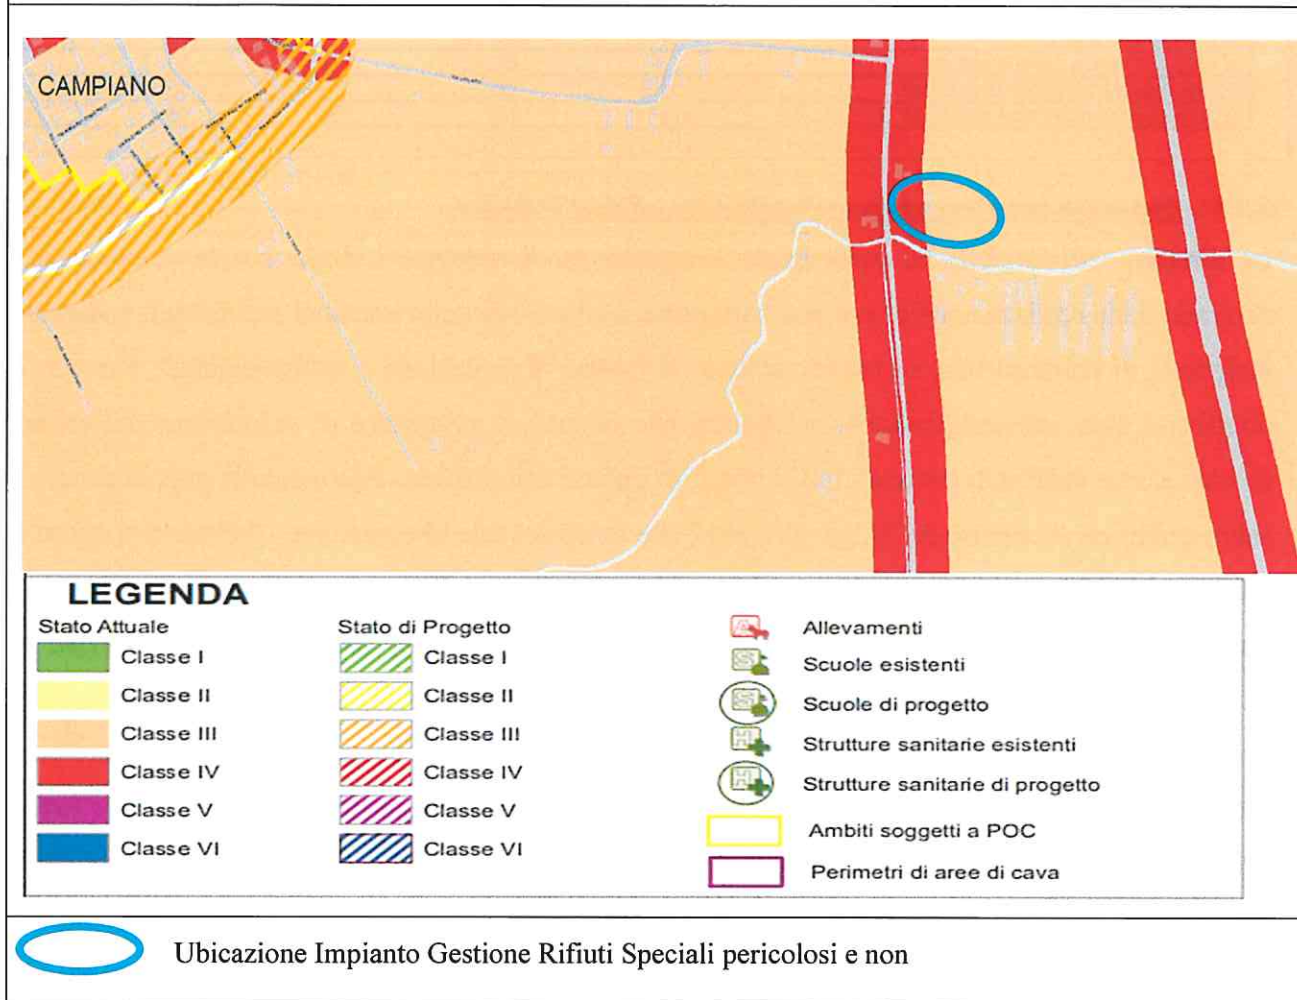 CAMPIANO
LEGENDA
Stato Attuale
Classe I
Classe II
Classe III
Classe IV
Classe V
Classe VI
Stato di Progetto
Classe I
Classe II
Classe III
Classe IV
Classe V
Classe VI
Allevamenti
Scuole esistenti
Scuole di progetto
Strutture sanitarie esistenti
Strutture sanitarie di progetto
Ambiti soggetti a POC
Perimetri di aree di cava
Ubicazione Impianto Gestione Rifiuti Speciali pericolosi e non